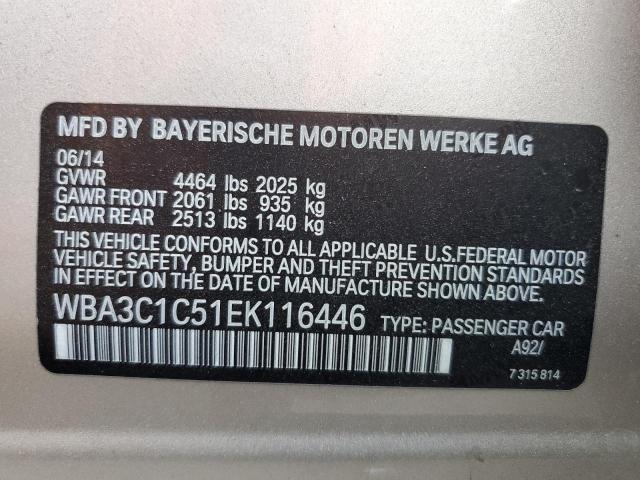 MFD BY BAYERISCHE MOTOREN WERKE AG
06/14
GVWR 4464 lbs 2025 kg
GAWR FRONT 2061 lbs 935 kg
GAWR REAR 2513 lbs 1140 kg
THIS VEHICLE CONFORMS TO ALL APPLICABLE U.S.FEDERAL MOTOR
VEHICLE SAFETY, BUMPER AND THEFT PREVENTION STANDARDS
IN EFFECT ON THE DATE OF MANUFACTURE
WBA3C1C51EK116446 TYPE: PASSENGER CAR
A92/
7 315 814